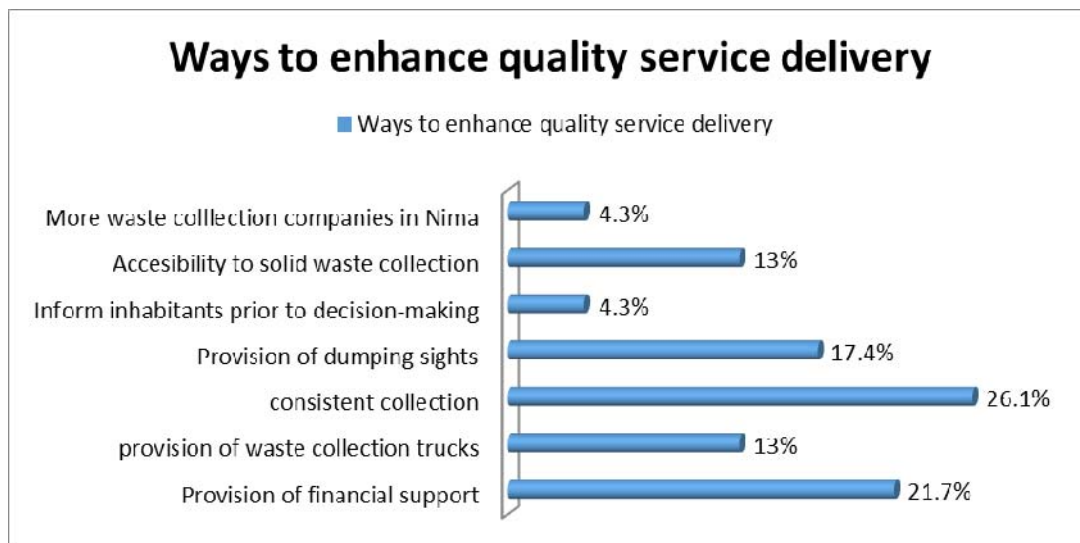 Ways to enhance quality service delivery
Ways to enhance quality service delivery
More waste colllection companies in Nima 4.3%
Accesibility to solid waste collection 13%
Inform inhabitants prior to decision-making 4.3%
Provision of dumping sights 17.4%
consistent collection 26.1%
provision of waste collection trucks 13%
Provision of financial support 21.7%